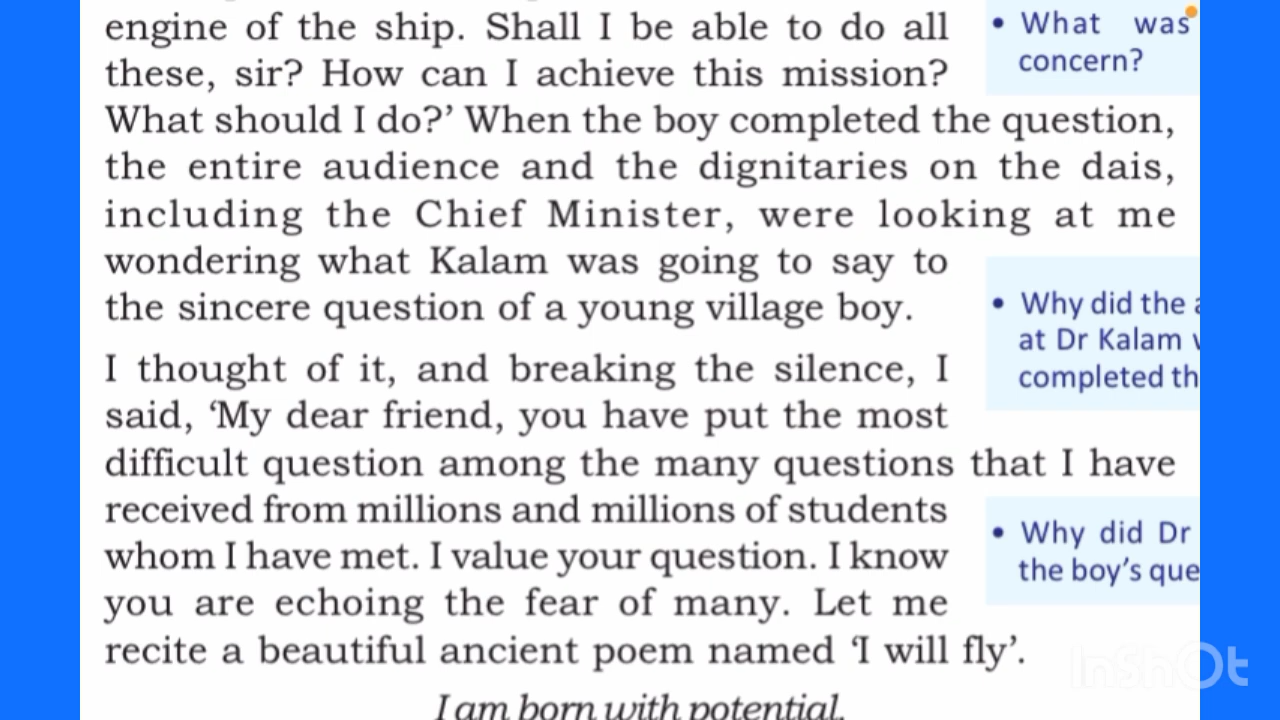 engine of the ship. Shall I be able to do all
these, sir? How can I achieve this mission?
What should I do?’ When the boy completed the question,
the entire audience and the dignitaries on the dais,
including the Chief Minister, were looking at me
wondering what Kalam was going to say to
the sincere question of a young village boy.
I thought of it, and breaking the silence, I
said, ‘My dear friend, you have put the most
difficult question among the many questions that I have
received from millions and millions of students
whom I have met. I value your question. I know
you are echoing the fear of many. Let me
recite a beautiful ancient poem named ‘I will fly’.
I am born with potential.
• What was
concern?
• Why did the
at Dr Kalam
completed th
• Why did Dr
the boy’s que
InShOt